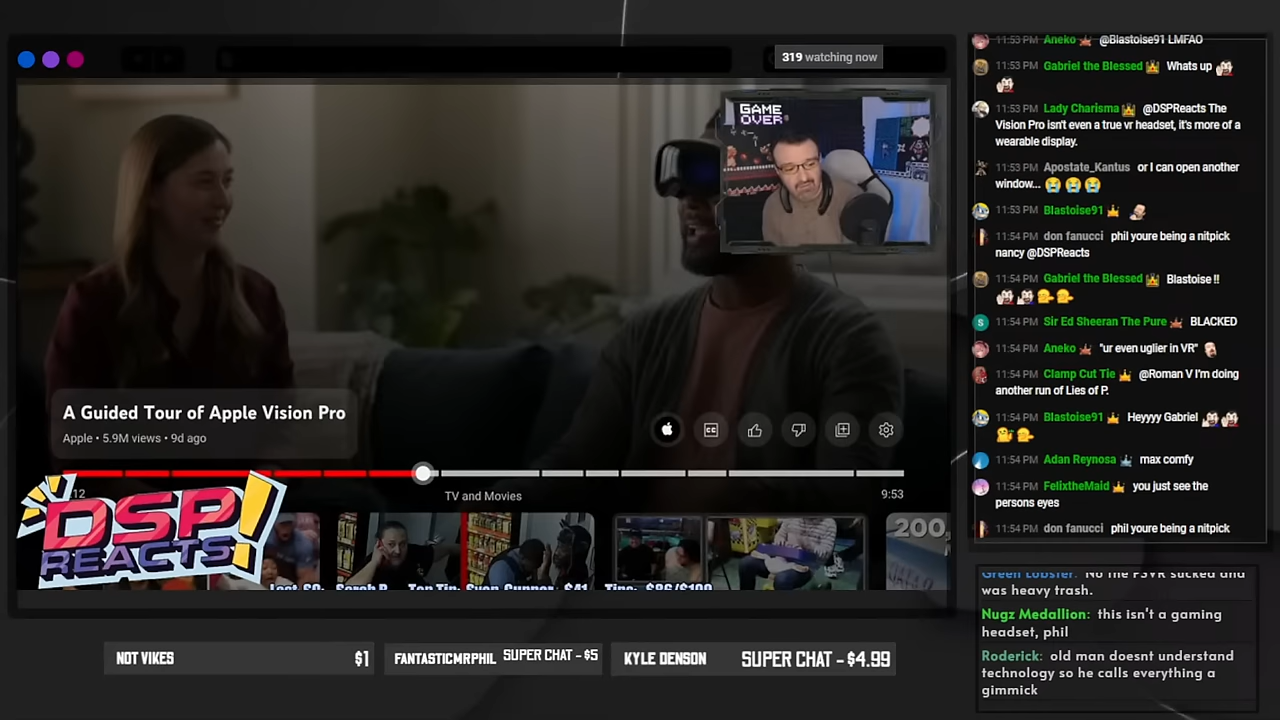 319 watching now
GAME
OVER
A Guided Tour of Apple Vision Pro
Apple • 5.9M views • 9d ago
CC
TV and Movies
9:53
DSP
REACTS!
200
NOT VIKES $1
FANTASTICMRPHIL SUPER CHAT - $5
KYLE DENSON SUPER CHAT - $4.99
11:53 PM Aneko @Blastoise91 LMFAO
11:53 PM Gabriel the Blessed Whats up
11:53 PM Lady Charisma @DSPReacts The
Vision Pro isn't even a true vr headset, it's more of a
wearable display.
11:53 PM Apostate_Kantus or I can open another
window...
11:53 PM Blastoise91
11:54 PM don fanucci phil youre being a nitpick
nancy @DSPReacts
11:54 PM Gabriel the Blessed Blastoise !!
S 11:54 PM Sir Ed Sheeran The Pure BLACKED
11:54 PM Aneko "ur even uglier in VR"
11:54 PM Clamp Cut Tie @Roman V I'm doing
another run of Lies of P.
11:54 PM Blastoise91 Heyyyy Gabriel
11:54 PM Adan Reynosa max comfy
11:54 PM FelixtheMaid you just see the
persons eyes
11:54 PM don fanucci phil youre being a nitpick
Green Lobster: No the PSVR sucked and
was heavy trash.
Nugz Medallion: this isn't a gaming
headset, phil
Roderick: old man doesnt understand
technology so he calls everything a
gimmick